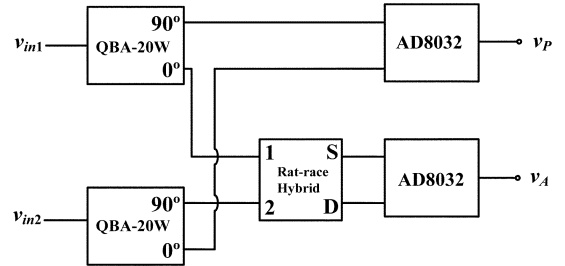 90°
v_in1
QBA-20W
0°
AD8032
v_P
1
S
Rat-race
Hybrid
2
D
AD8032
v_A
90°
v_in2
QBA-20W
0°